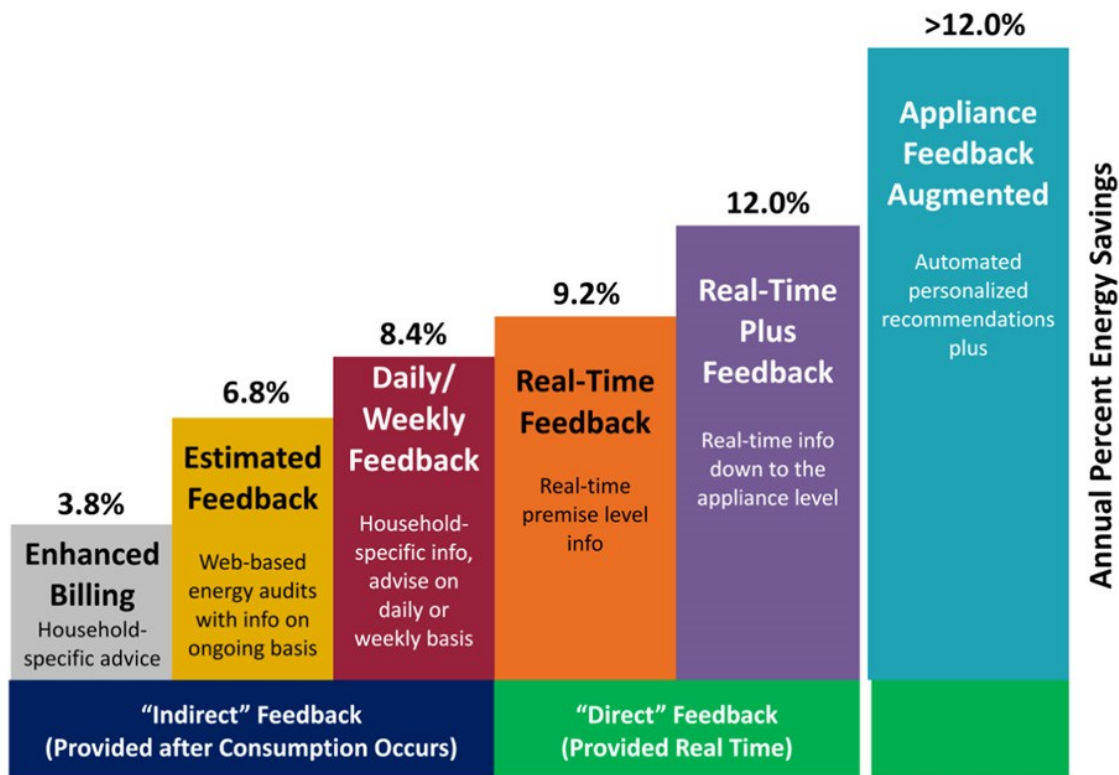 3.8%
Enhanced
Billing
Household-
specific advice
6.8%
Estimated
Feedback
Web-based
energy audits
with info on
ongoing basis
8.4%
Daily/
Weekly
Feedback
Household-
specific info,
advise on
daily or
weekly basis
9.2%
Real-Time
Feedback
Real-time
premise level
info
12.0%
Real-Time
Plus
Feedback
Real-time info
down to the
appliance level
>12.0%
Appliance
Feedback
Augmented
Automated
personalized
recommendations
plus
Annual Percent Energy Savings
“Indirect” Feedback
(Provided after Consumption Occurs)
“Direct” Feedback
(Provided Real Time)